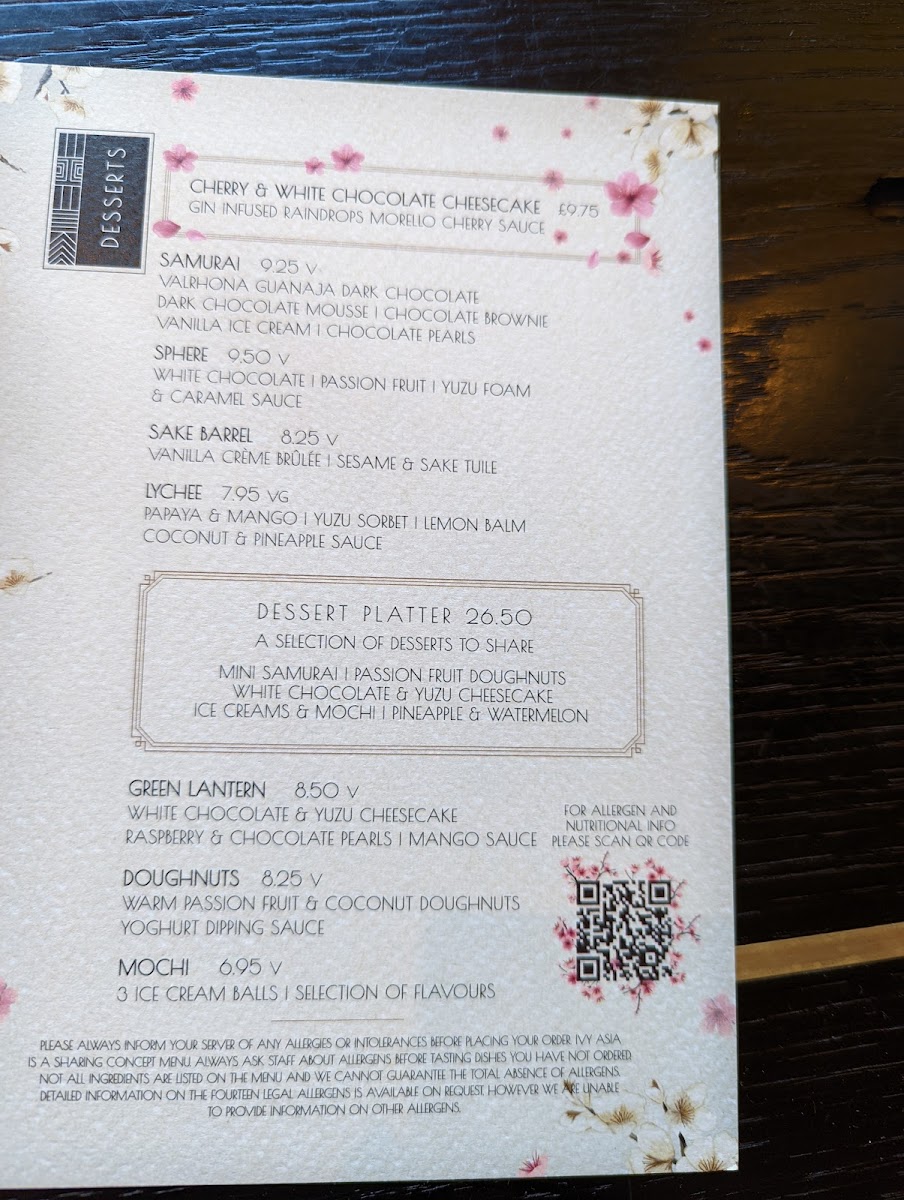 DESSERTS
CHERRY & WHITE CHOCOLATE CHEESECAKE £9.75
GIN INFUSED RAINDROPS MORELLO CHERRY SAUCE
SAMURAI 9.25 V
VALRHONA GUANAJA DARK CHOCOLATE
DARK CHOCOLATE MOUSSE | CHOCOLATE BROWNIE
VANILLA ICE CREAM | CHOCOLATE PEARLS
SPHERE 9.50 V
WHITE CHOCOLATE | PASSION FRUIT | YUZU FOAM
& CARAMEL SAUCE
SAKE BARREL 8.25 V
VANILLA CRÈME BRÛLÉE | SESAME & SAKE TUILE
LYCHEE 7.95 VG
PAPAYA & MANGO | YUZU SORBET | LEMON BALM
COCONUT & PINEAPPLE SAUCE
DESSERT PLATTER 26.50
A SELECTION OF DESSERTS TO SHARE
MINI SAMURAI | PASSION FRUIT DOUGHNUTS
WHITE CHOCOLATE & YUZU CHEESECAKE
ICE CREAMS & MOCHI | PINEAPPLE & WATERMELON
GREEN LANTERN 8.50 V
WHITE CHOCOLATE & YUZU CHEESECAKE
RASPBERRY & CHOCOLATE PEARLS | MANGO SAUCE
FOR ALLERGEN AND
NUTRITIONAL INFO
PLEASE SCAN QR CODE
DOUGHNUTS 8.25 V
WARM PASSION FRUIT & COCONUT DOUGHNUTS
YOGHURT DIPPING SAUCE
MOCHI 6.95 V
3 ICE CREAM BALLS | SELECTION OF FLAVOURS
PLEASE ALWAYS INFORM YOUR SERVER OF ANY ALLERGIES OR INTOLERANCES BEFORE PLACING YOUR ORDER. IVY ASIA
IS A SHARING CONCEPT MENU. ALWAYS ASK STAFF ABOUT ALLERGENS BEFORE TASTING DISHES YOU HAVE NOT ORDERED.
NOT ALL INGREDIENTS ARE LISTED ON THE MENU AND WE CANNOT GUARANTEE THE TOTAL ABSENCE OF ALLERGENS.
DETAILED INFORMATION ON THE FOURTEEN LEGAL ALLERGENS IS AVAILABLE ON REQUEST, HOWEVER WE ARE UNABLE
TO PROVIDE INFORMATION ON OTHER ALLERGENS.